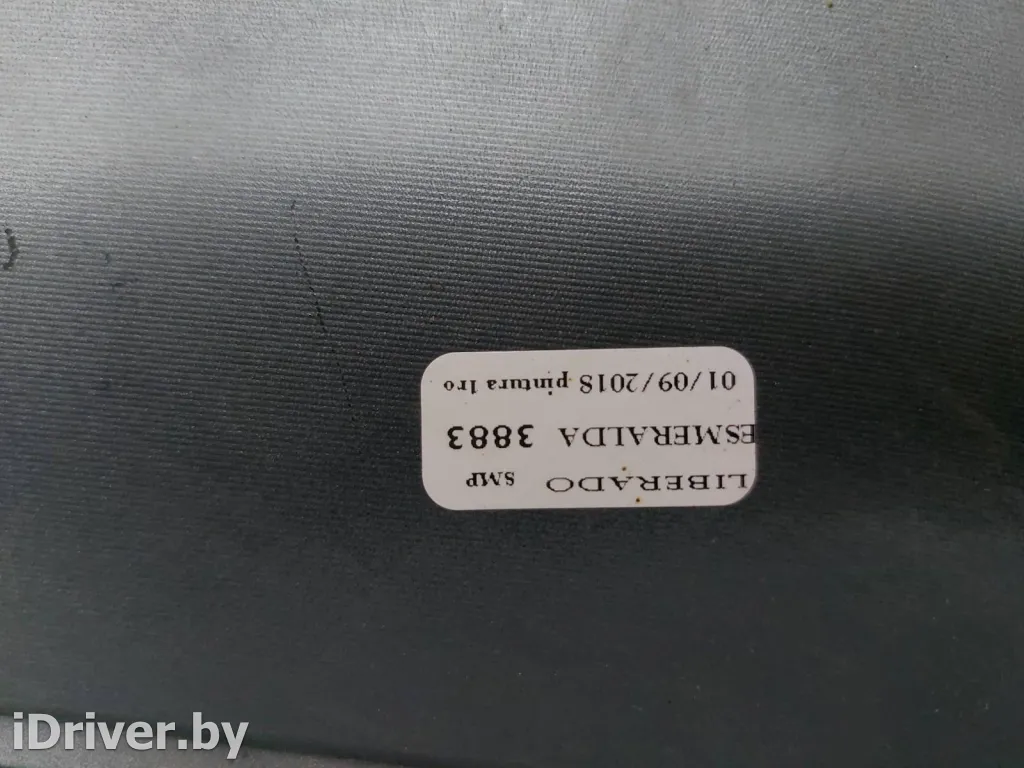 LIBERADO SMP
ESMERALDA 3883
01/09/2018 pintura 1ro
iDriver.by